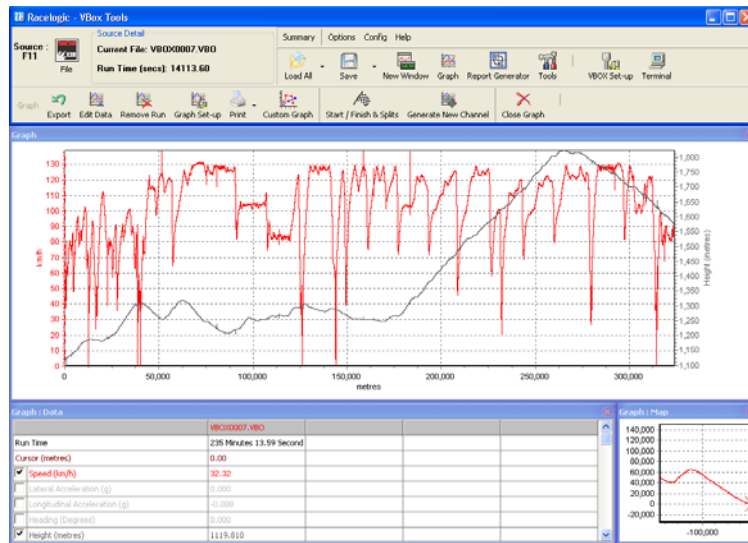 Racelogic - VBox Tools
Source :
F11
File
Source Detail
Current File: VBOX0007.VBO
Run Time (secs): 14113.60
Summary Options Config Help
Load All Save New Window Graph Report Generator Tools VBOX Set-up Terminal
Graph Export Edit Data Remove Run Graph Set-up Print Custom Graph Start / Finish & Splits Generate New Channel Close Graph
Graph
130
120
110
100
90
80
70
60
50
40
30
20
10
0
km/h
1,800
1,750
1,700
1,650
1,600
1,550
1,500
1,450
1,400
1,350
1,300
1,250
1,200
1,150
1,100
Height (metres)
0 50,000 100,000 150,000 200,000 250,000 300,000
metres
Graph : Data
VBOX0007.VBO
Run Time 235 Minutes 13.59 Second
Cursor (metres) 0.00
Speed (km/h) 32.32
Lateral Acceleration (g) 0.000
Longitudinal Acceleration (g) -0.000
Heading (Degrees) 0.000
Height (metres) 1119.810
Graph : Map
140,000
120,000
100,000
80,000
60,000
40,000
20,000
0
-20,000
-100,000